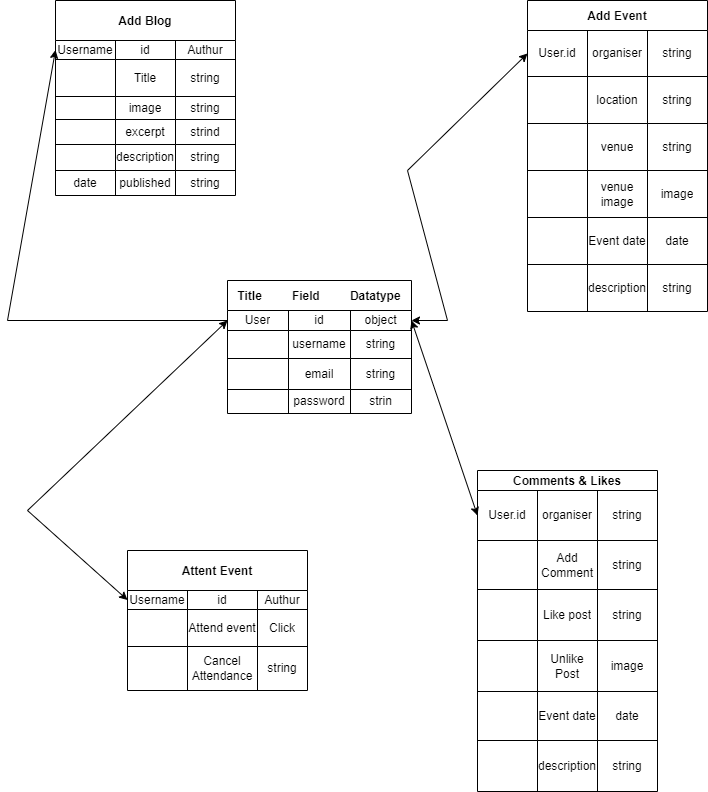 Add Blog
Username id Authur
Title string
image string
excerpt strind
description string
date published string
Add Event
User.id organiser string
location string
venue string
venue
image image
Event date date
description string
Title Field Datatype
User id object
username string
email string
password strin
Attent Event
Username id Authur
Attend event Click
Cancel
Attendance string
Comments & Likes
User.id organiser string
Add
Comment string
Like post string
Unlike
Post image
Event date date
description string